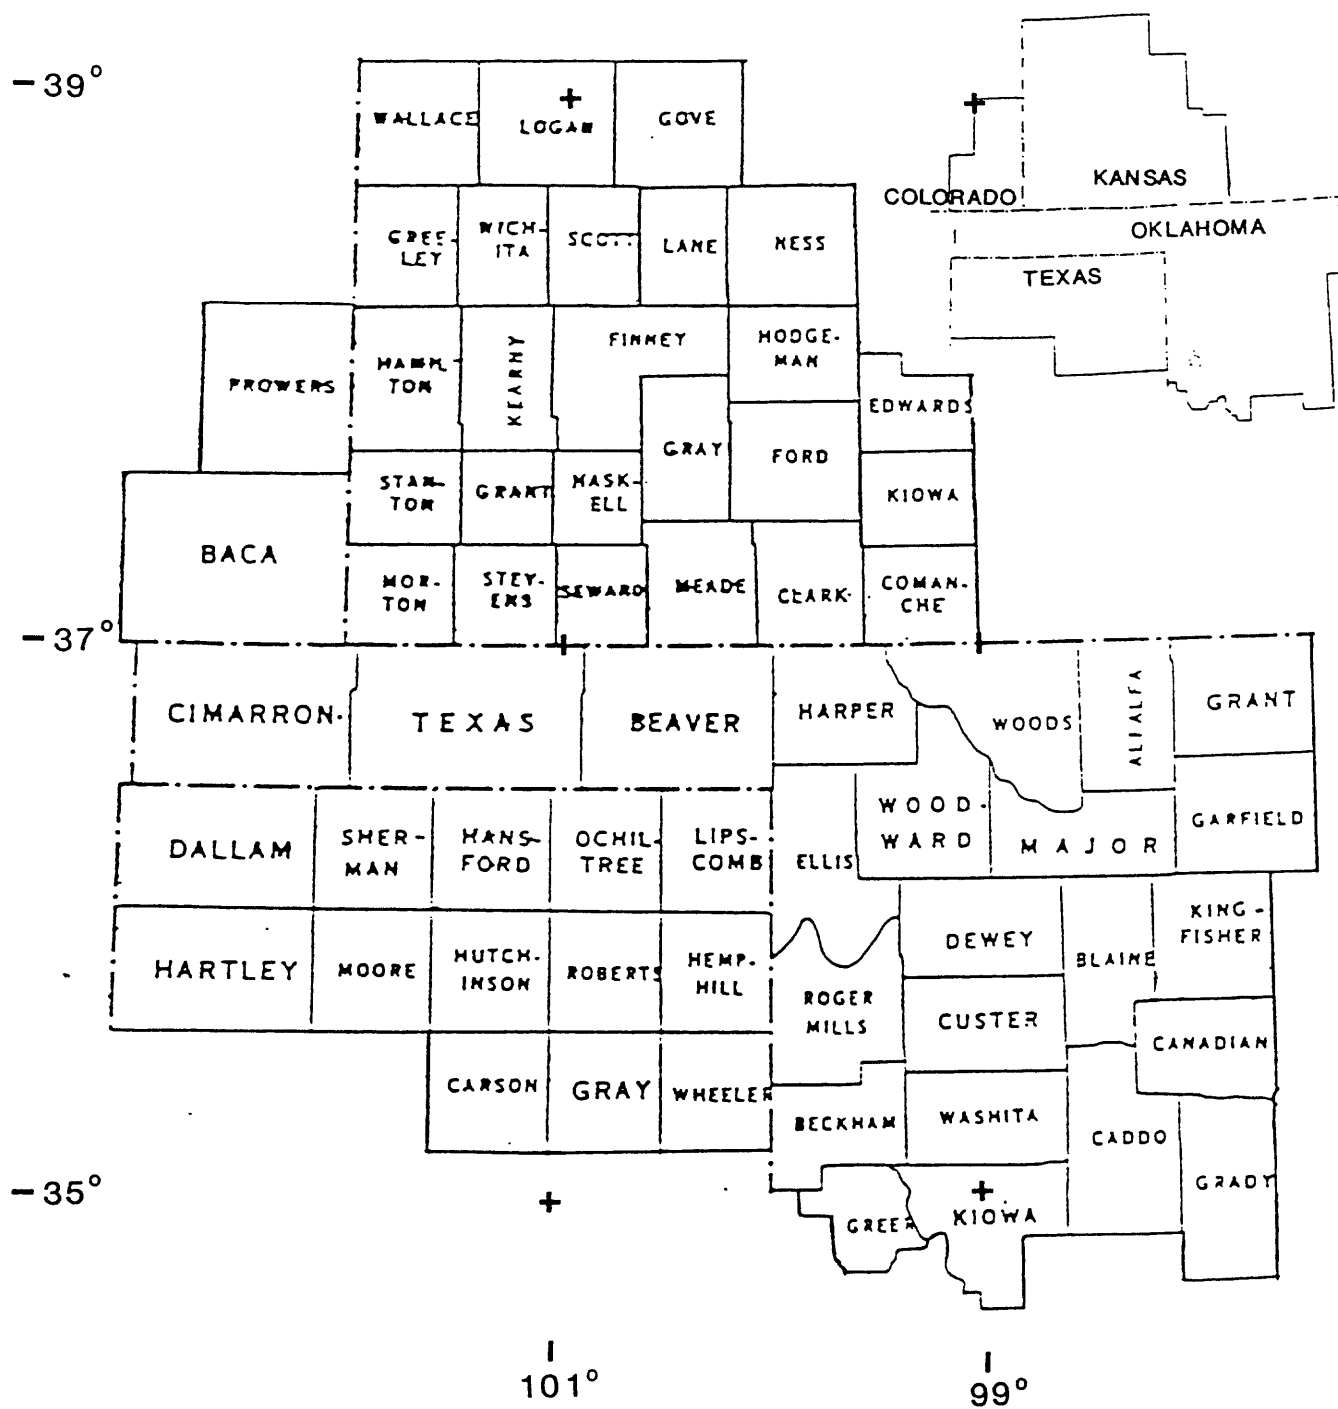 39°
WALLACE
LOGAN
GOVE
KANSAS
COLORADO
OKLAHOMA
TEXAS
GREE-
LEY
WICH-
ITA
SCOTT
LANE
NESS
PROWERS
HAMIL
TON
KEARNY
FINNEY
HODGE-
MAN
EDWARDS
GRAY
FORD
STAN-
TON
GRANT
HASK-
ELL
KIOWA
BACA
MOR-
TON
STEV-
ENS
SEWARD
MEADE
CLARK
COMAN-
CHE
37°
CIMARRON
TEXAS
BEAVER
HARPER
WOODS
ALFALFA
GRANT
DALLAM
SHER-
MAN
HANS-
FORD
OCHIL-
TREE
LIPS-
COMB
ELLIS
WOOD-
WARD
MAJOR
GARFIELD
HARTLEY
MOORE
HUTCH-
INSON
ROBERTS
HEMP-
HILL
ROGER
MILLS
DEWEY
BLAINE
KING-
FISHER
CUSTER
CANADIAN
CARSON
GRAY
WHEELER
BECKHAM
WASHITA
CADDO
GRADY
35°
GREER
KIOWA
101°
99°